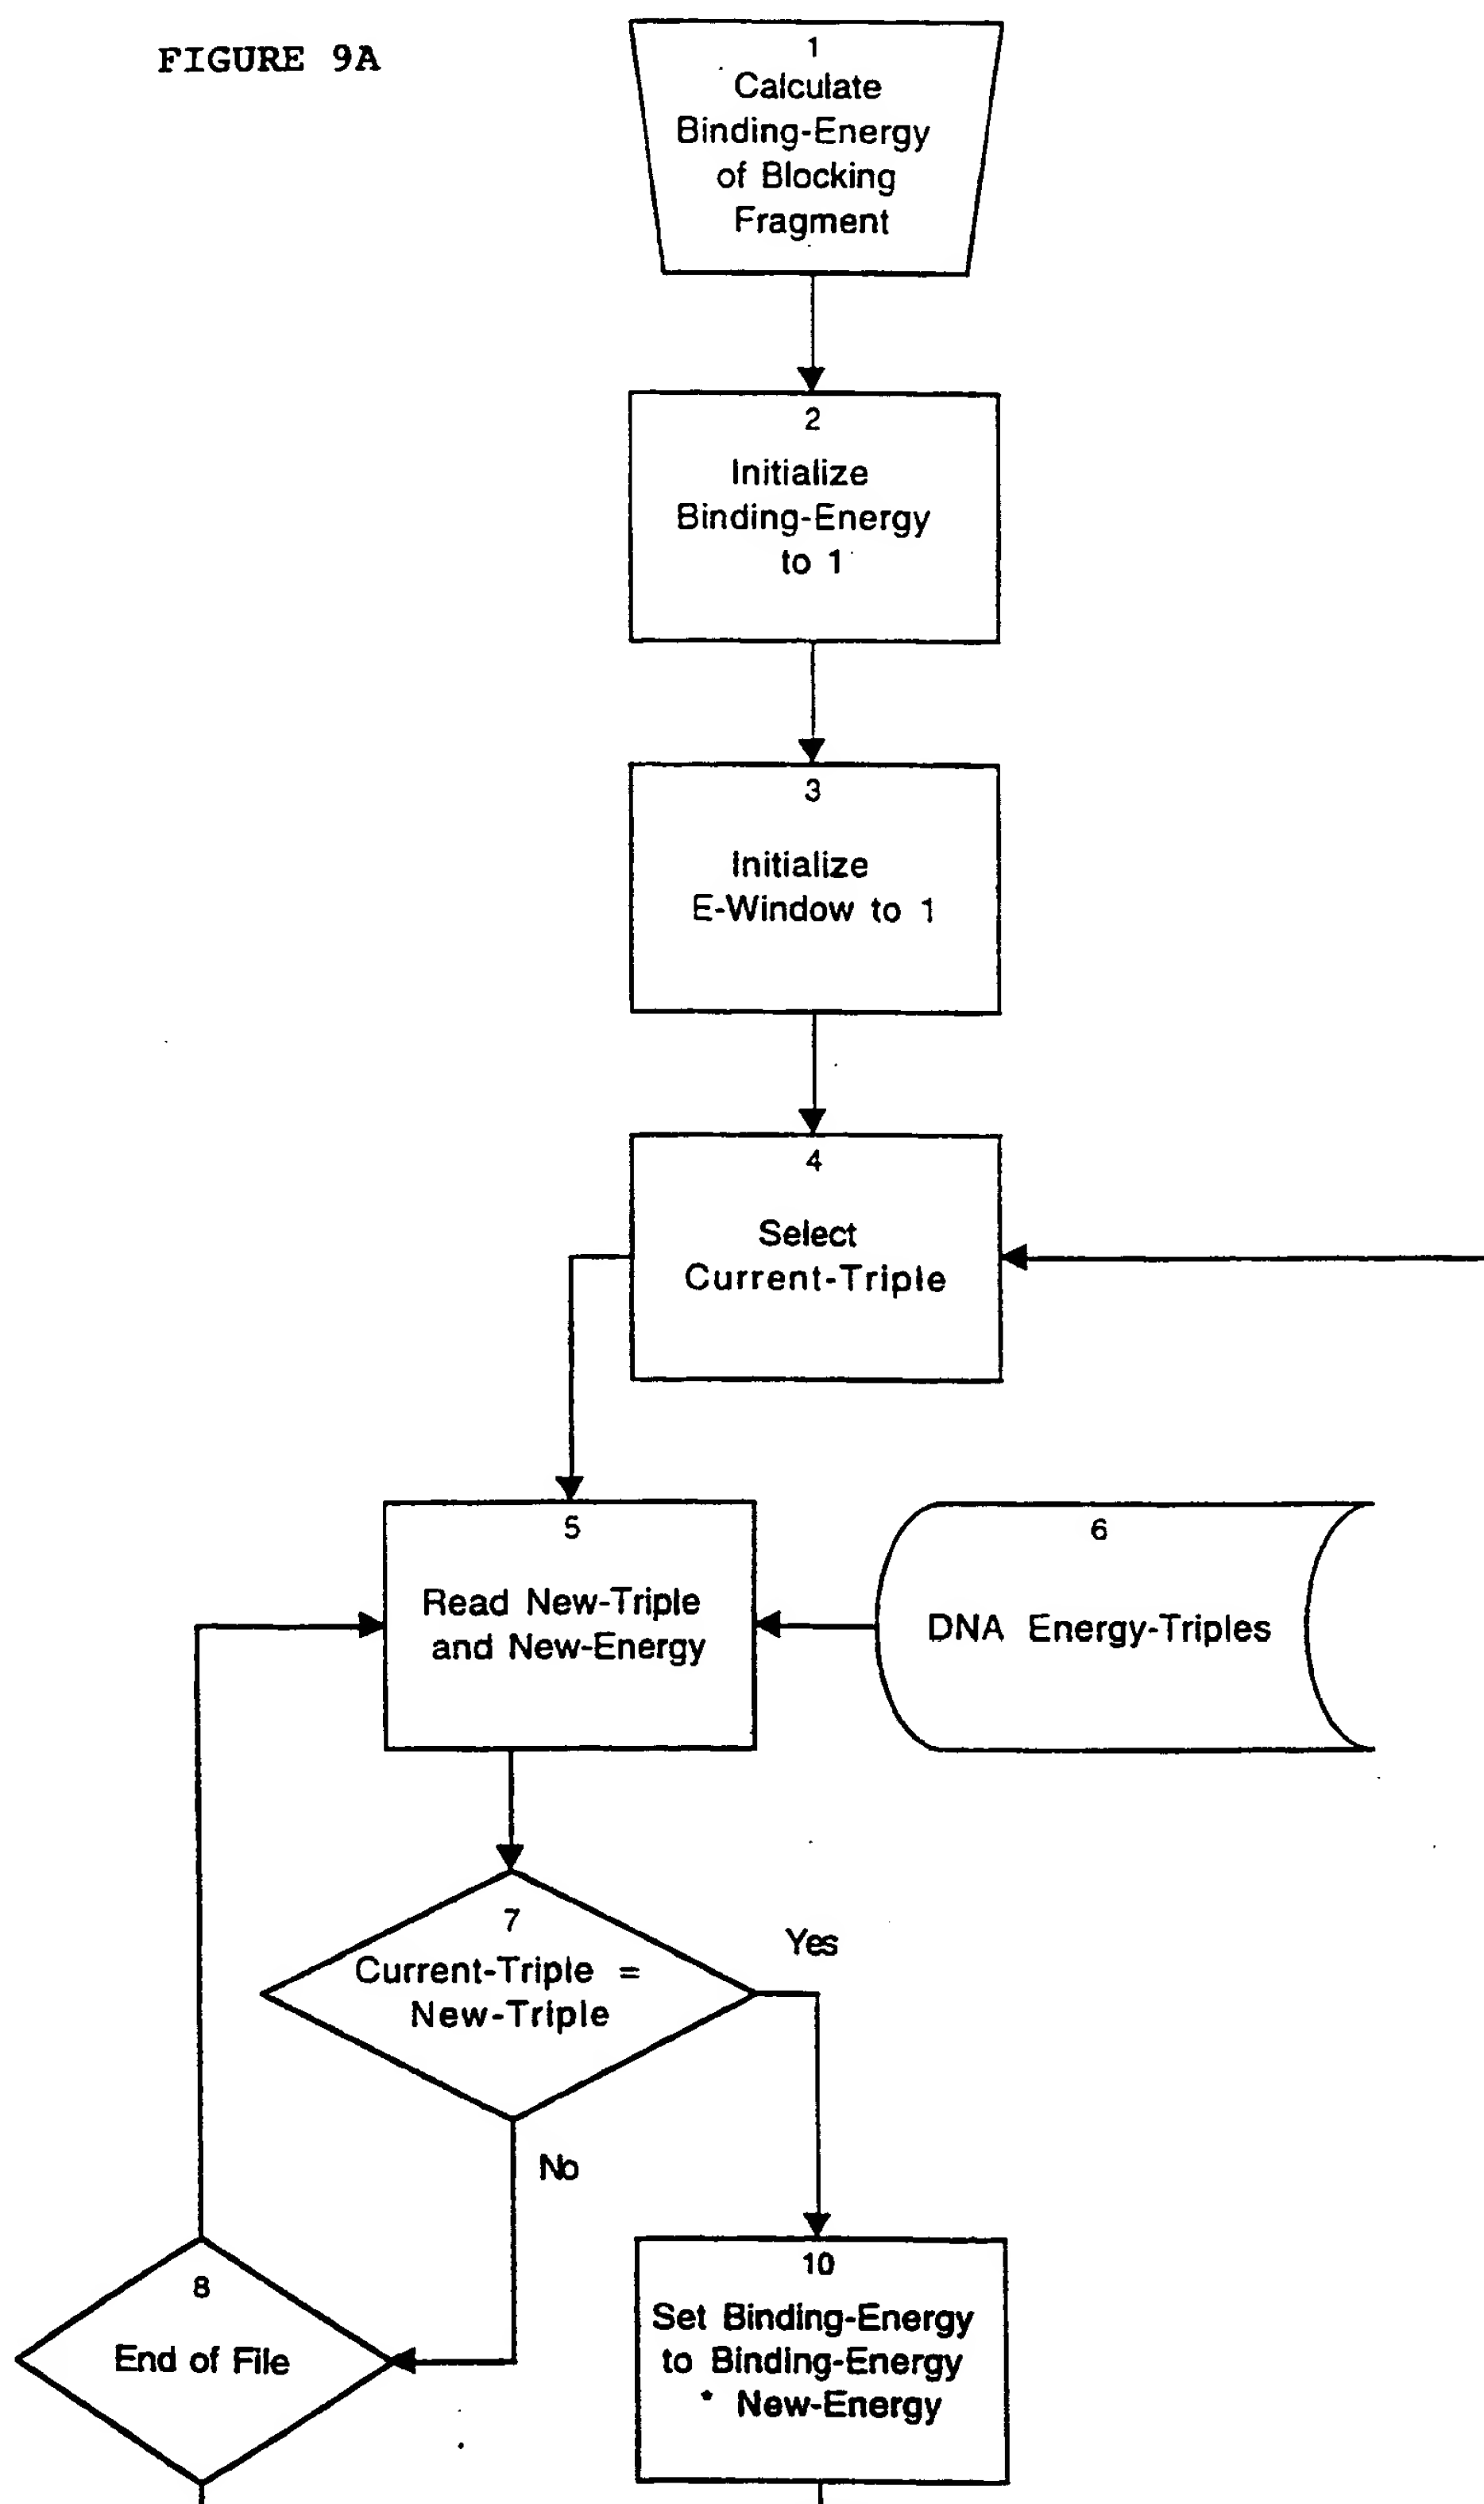 FIGURE 9A
1
Calculate
Binding-Energy
of Blocking
Fragment
2
Initialize
Binding-Energy
to 1
3
Initialize
E-Window to 1
4
Select
Current-Triple
5
Read New-Triple
and New-Energy
6
DNA Energy-Triples
7
Current-Triple =
New-Triple
Yes
No
8
End of File
10
Set Binding-Energy
to Binding-Energy
* New-Energy